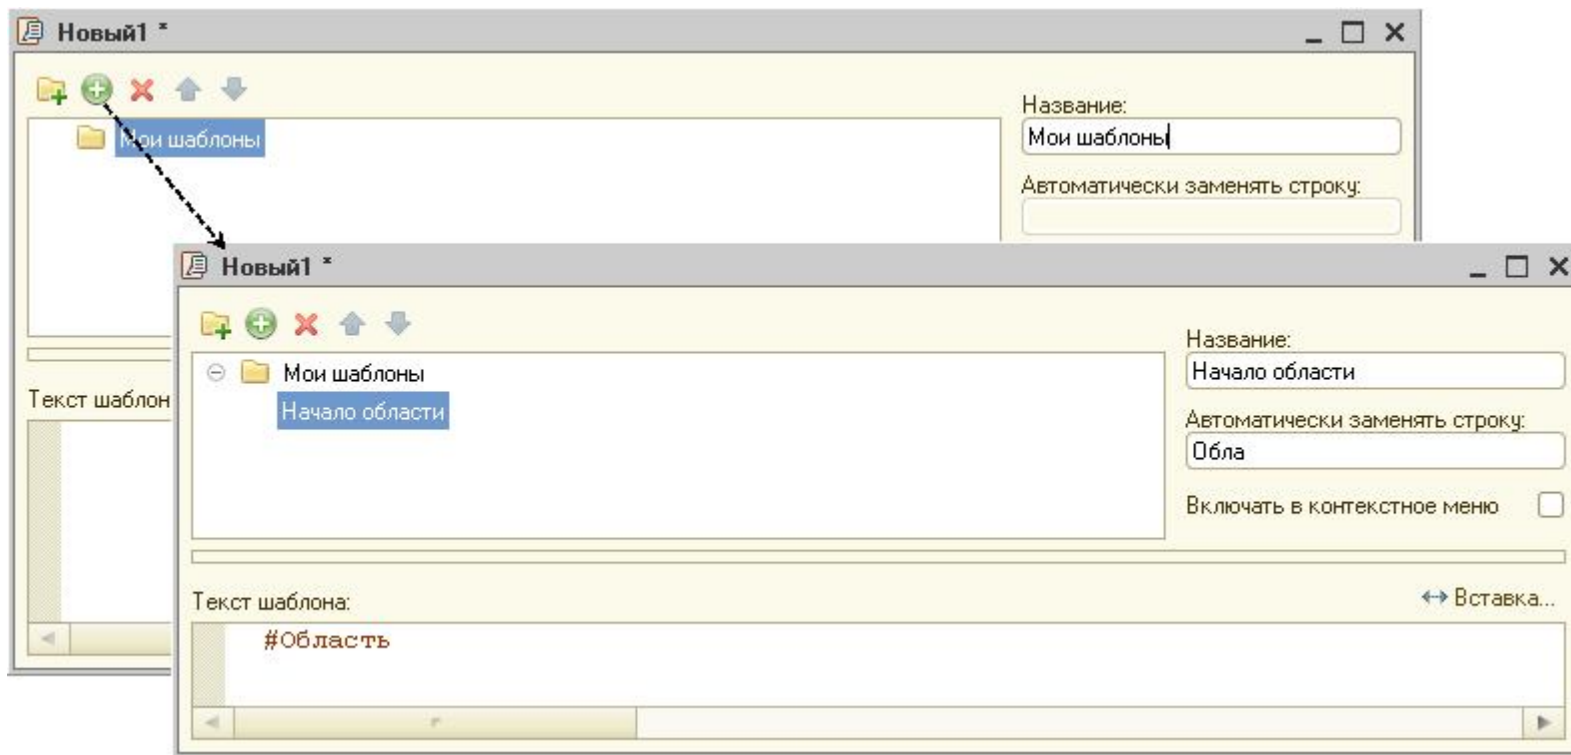 Новый1 *
Название:
Мои шаблоны
Мои шаблоны
Автоматически заменять строку:
Текст шаблон
Новый1 *
Название:
Мои шаблоны
Начало области
Начало области
Автоматически заменять строку:
Обла
Включать в контекстное меню
Текст шаблона:
Вставка...
#Область